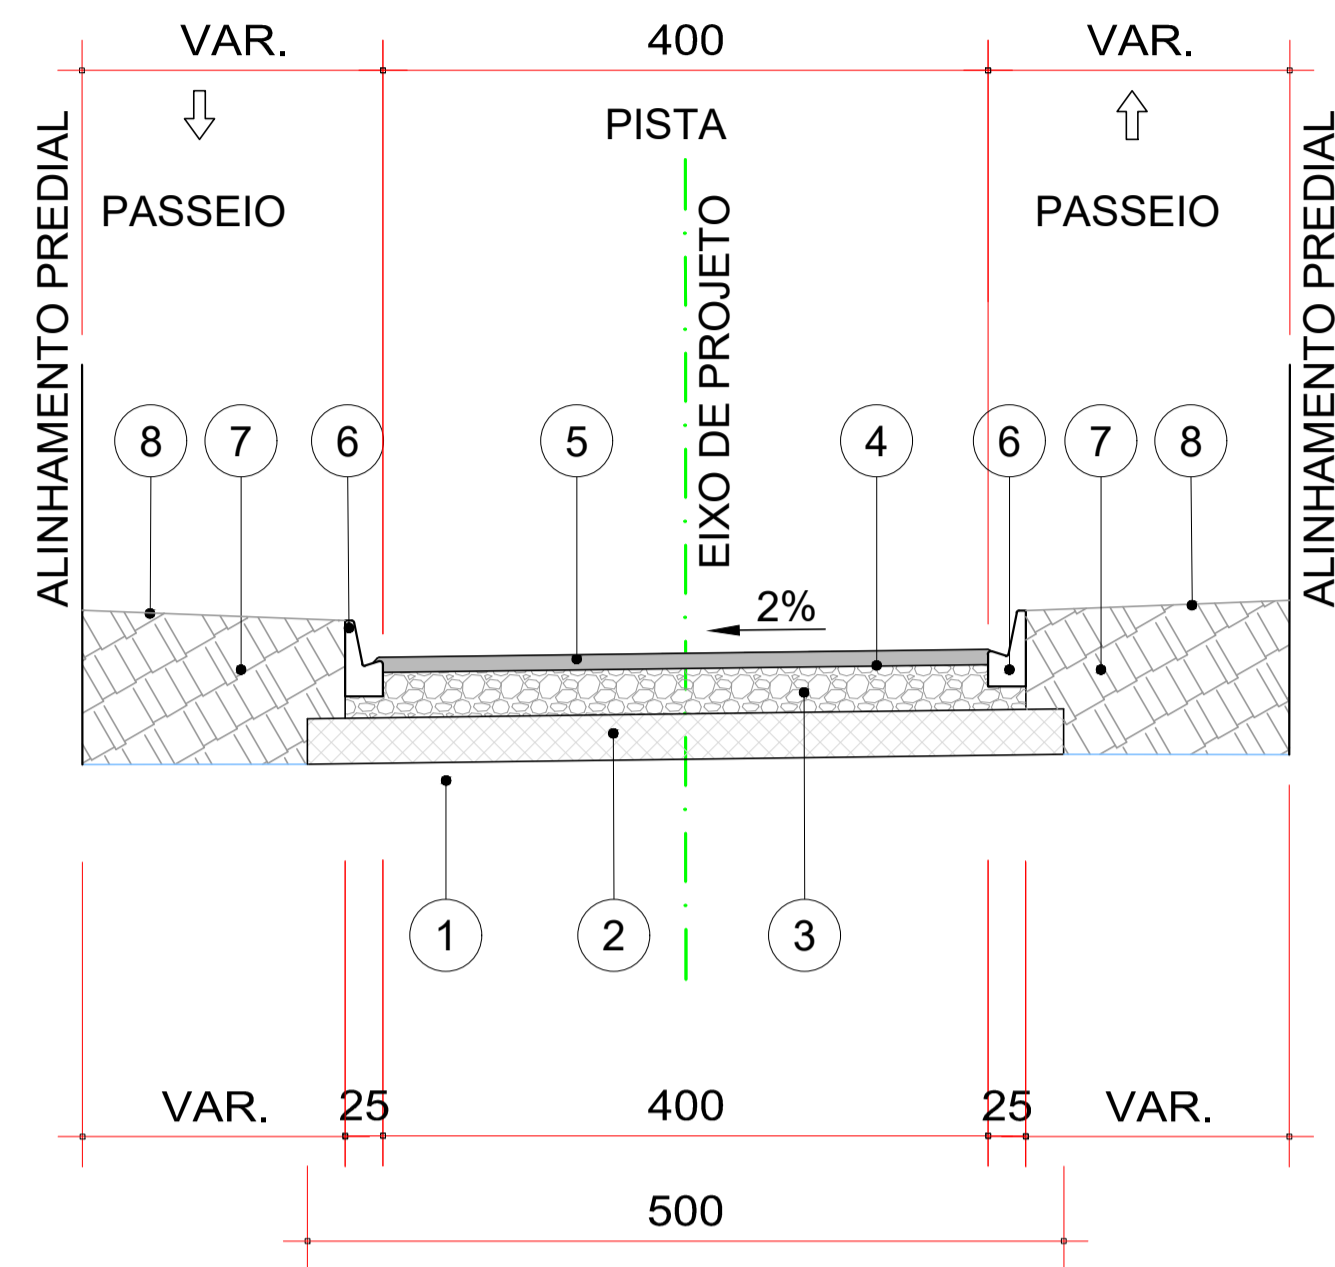 VAR.
400
VAR.
PISTA
PASSEIO
PASSEIO
ALINHAMENTO PREDIAL
EIXO DE PROJETO
ALINHAMENTO PREDIAL
8
7
6
5
4
6
7
8
2%
1
2
3
VAR.
25
400
25
VAR.
500